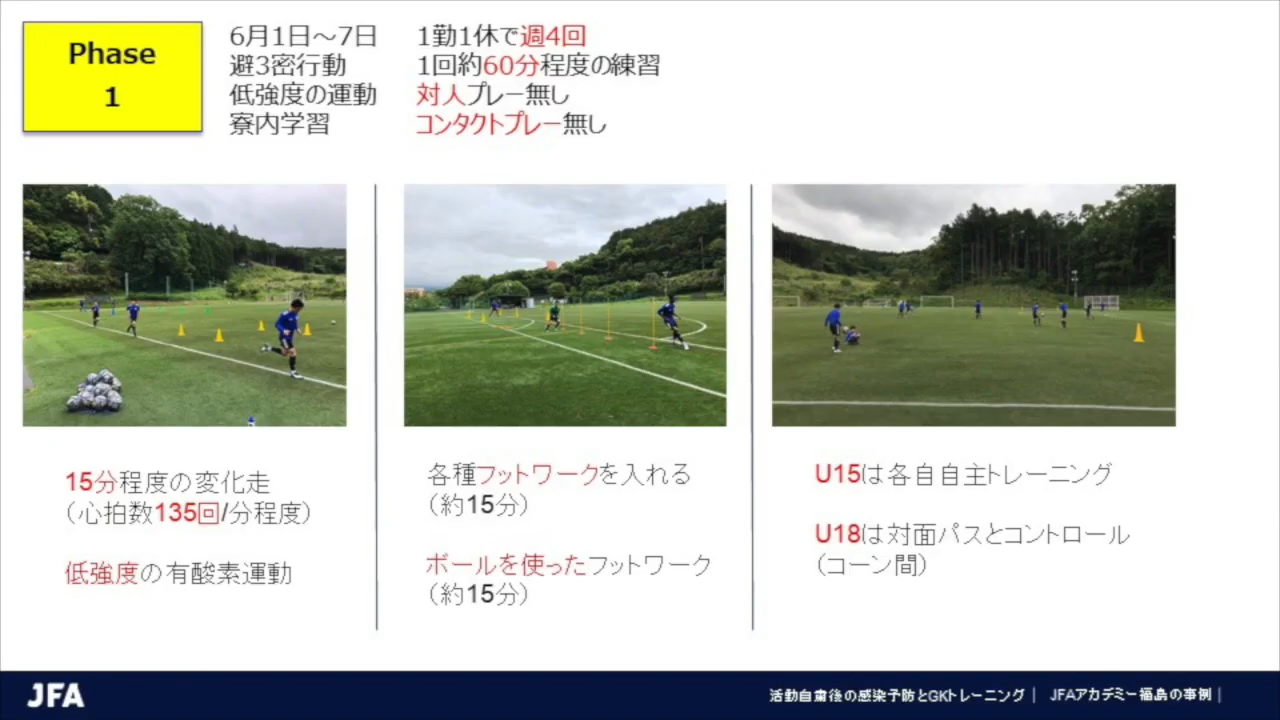 Phase
1
6月1日～7日
避3密行動
低強度の運動
寮内学習
1勤1休で週4回
1回約60分程度の練習
対人プレー無し
コンタクトプレー無し
15分程度の変化走
（心拍数135回/分程度）
低強度の有酸素運動
各種フットワークを入れる
（約15分）
ボールを使ったフットワーク
（約15分）
U15は各自自主トレーニング
U18は対面パスとコントロール
（コーン間）
JFA
活動自粛後の感染予防とGKトレーニング｜ JFAアカデミー福島の事例｜